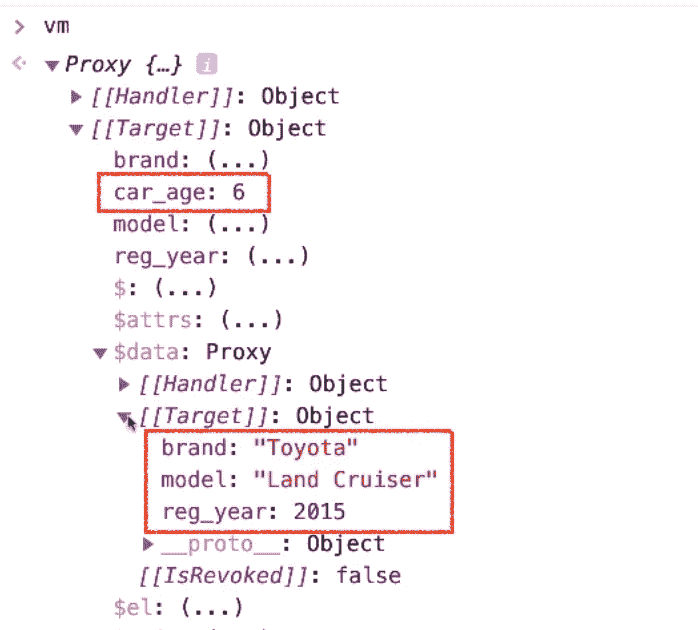 > vm
<· ▼Proxy {…} i
▶[[Handler]]: Object
▼[[Target]]: Object
brand: (...)
car_age: 6
model: (...)
reg_year: (...)
$: (...)
$attrs: (...)
▼$data: Proxy
▶[[Handler]]: Object
▼[[Target]]: Object
brand: "Toyota"
model: "Land Cruiser"
reg_year: 2015
▶__proto__: Object
[[IsRevoked]]: false
$el: (...)